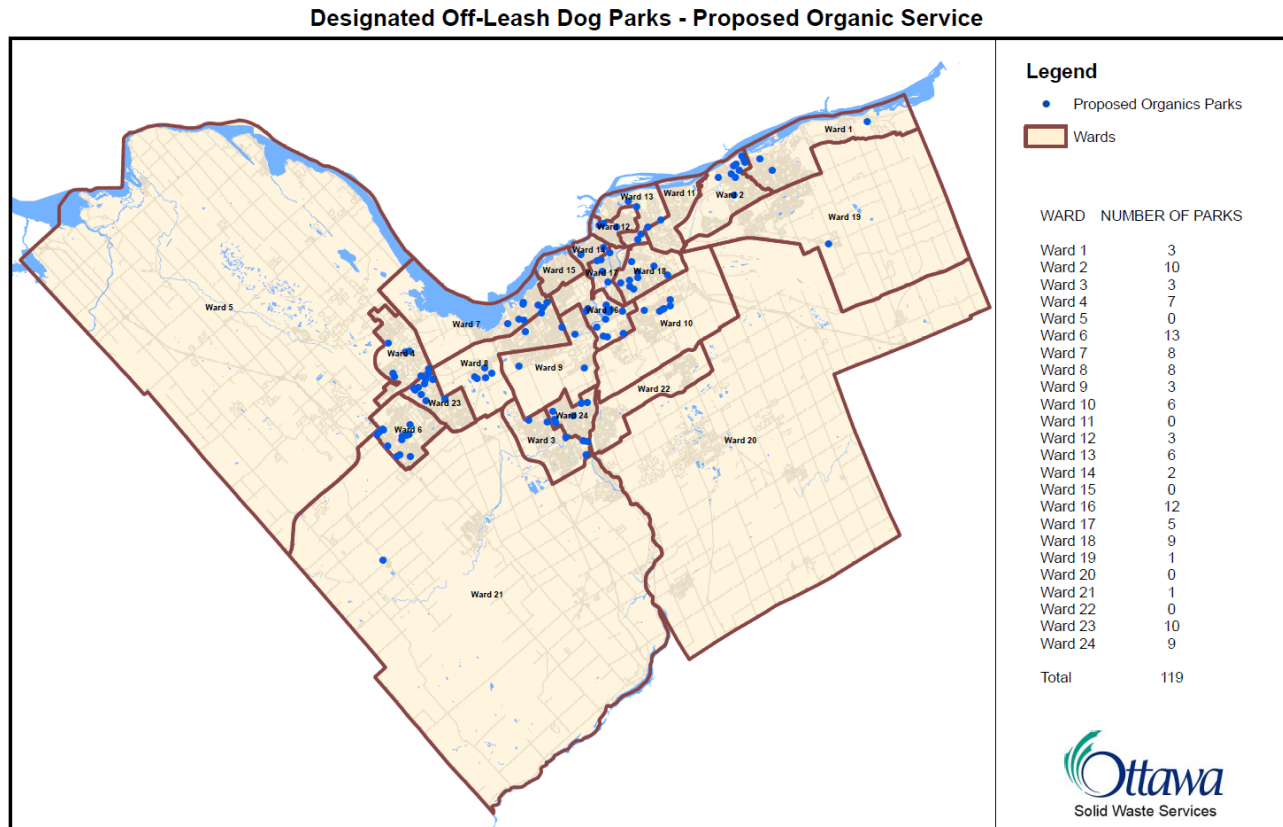 Designated Off-Leash Dog Parks - Proposed Organic Service
Ward 1
Ward 2
Ward 11
Ward 13
Ward 12
Ward 19
Ward 14
Ward 15
Ward 17
Ward 18
Ward 5
Ward 7
Ward 16
Ward 10
Ward 4
Ward 8
Ward 9
Ward 22
Ward 23
Ward 24
Ward 6
Ward 3
Ward 20
Ward 21
Legend
Proposed Organics Parks
Wards
WARD NUMBER OF PARKS
Ward 1 3
Ward 2 10
Ward 3 3
Ward 4 7
Ward 5 0
Ward 6 13
Ward 7 8
Ward 8 8
Ward 9 3
Ward 10 6
Ward 11 0
Ward 12 3
Ward 13 6
Ward 14 2
Ward 15 0
Ward 16 12
Ward 17 5
Ward 18 9
Ward 19 1
Ward 20 0
Ward 21 1
Ward 22 0
Ward 23 10
Ward 24 9
Total 119
Ottawa
Solid Waste Services